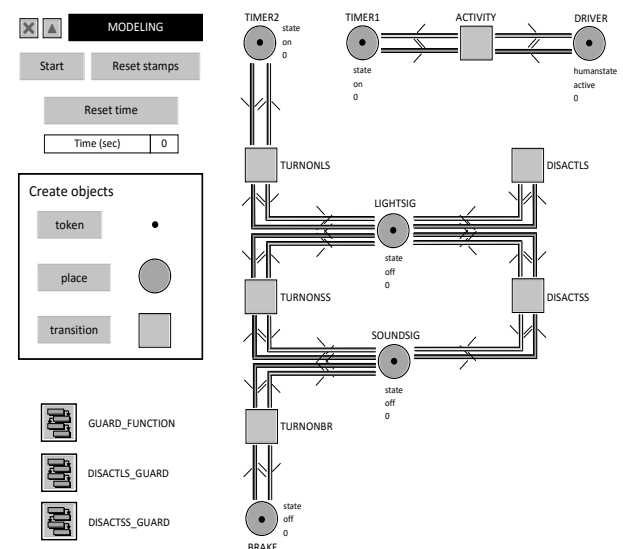 MODELING
Start
Reset stamps
Reset time
Time (sec)
0
Create objects
token
place
transition
GUARD_FUNCTION
DISACTLS_GUARD
DISACTSS_GUARD
TIMER2
state
on
0
TIMER1
state
on
0
ACTIVITY
DRIVER
humanstate
active
0
TURNONLS
DISACTLS
LIGHTSIG
state
off
0
TURNONSS
DISACTSS
SOUNDSIG
state
off
0
TURNONBR
state
off
0
BRAKE